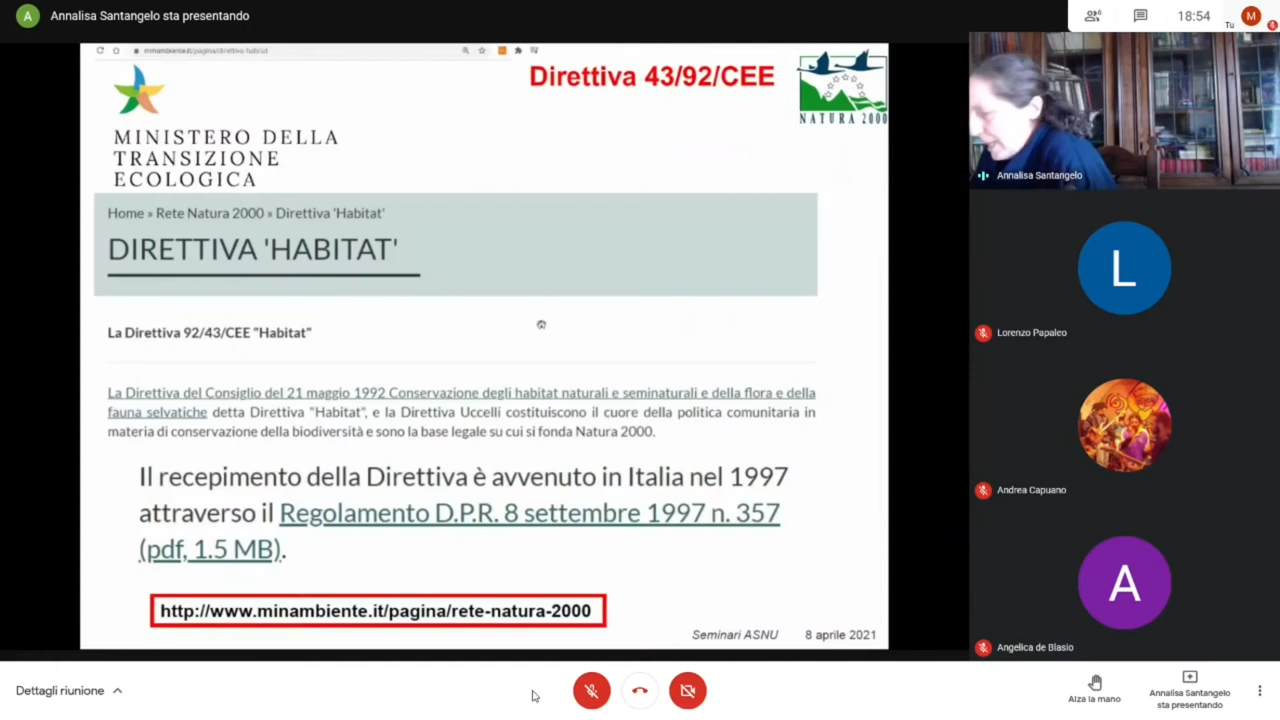 A
Annalisa Santangelo sta presentando
6
18:54
Tu
M
minambiente.it/pagina/direttiva-habitat
Direttiva 43/92/CEE
NATURA 2000
MINISTERO DELLA
TRANSIZIONE
ECOLOGICA
Home » Rete Natura 2000 » Direttiva 'Habitat'
DIRETTIVA 'HABITAT'
La Direttiva 92/43/CEE "Habitat"
La Direttiva del Consiglio del 21 maggio 1992 Conservazione degli habitat naturali e seminaturali e della flora e della
fauna selvatiche detta Direttiva "Habitat", e la Direttiva Uccelli costituiscono il cuore della politica comunitaria in
materia di conservazione della biodiversità e sono la base legale su cui si fonda Natura 2000.
Il recepimento della Direttiva è avvenuto in Italia nel 1997
attraverso il Regolamento D.P.R. 8 settembre 1997 n. 357
(pdf, 1.5 MB).
http://www.minambiente.it/pagina/rete-natura-2000
Seminari ASNU 8 aprile 2021
Annalisa Santangelo
L
Lorenzo Papaleo
Andrea Capuano
A
Angelica de Blasio
Dettagli riunione
Alza la mano
Annalisa Santangelo
sta presentando